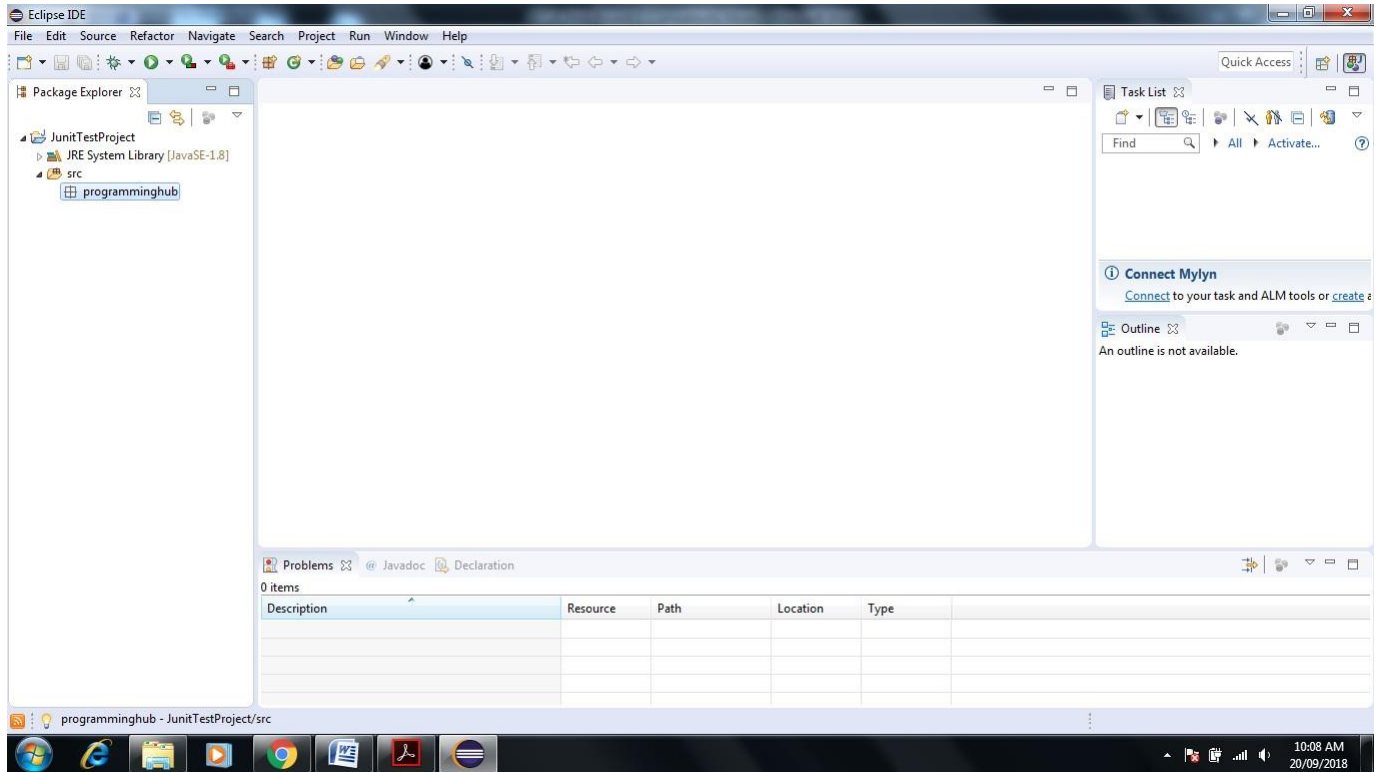 Eclipse IDE
File Edit Source Refactor Navigate Search Project Run Window Help
Quick Access
Package Explorer
JunitTestProject
JRE System Library [JavaSE-1.8]
src
programminghub
Task List
Find All Activate...
Connect Mylyn
Connect to your task and ALM tools or create a
Outline
An outline is not available.
Problems @ Javadoc Declaration
0 items
Description Resource Path Location Type
programminghub - JunitTestProject/src
10:08 AM
20/09/2018